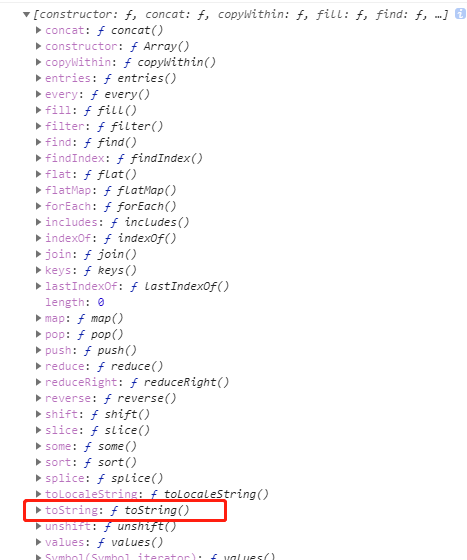 [constructor: ƒ, concat: ƒ, copyWithin: ƒ, fill: ƒ, find: ƒ, …] i
concat: ƒ concat()
constructor: ƒ Array()
copyWithin: ƒ copyWithin()
entries: ƒ entries()
every: ƒ every()
fill: ƒ fill()
filter: ƒ filter()
find: ƒ find()
findIndex: ƒ findIndex()
flat: ƒ flat()
flatMap: ƒ flatMap()
forEach: ƒ forEach()
includes: ƒ includes()
indexOf: ƒ indexOf()
join: ƒ join()
keys: ƒ keys()
lastIndexOf: ƒ lastIndexOf()
length: 0
map: ƒ map()
pop: ƒ pop()
push: ƒ push()
reduce: ƒ reduce()
reduceRight: ƒ reduceRight()
reverse: ƒ reverse()
shift: ƒ shift()
slice: ƒ slice()
some: ƒ some()
sort: ƒ sort()
splice: ƒ splice()
toLocaleString: ƒ toLocaleString()
toString: ƒ toString()
unshift: ƒ unshift()
values: ƒ values()
Symbol(Symbol.iterator): ƒ values()